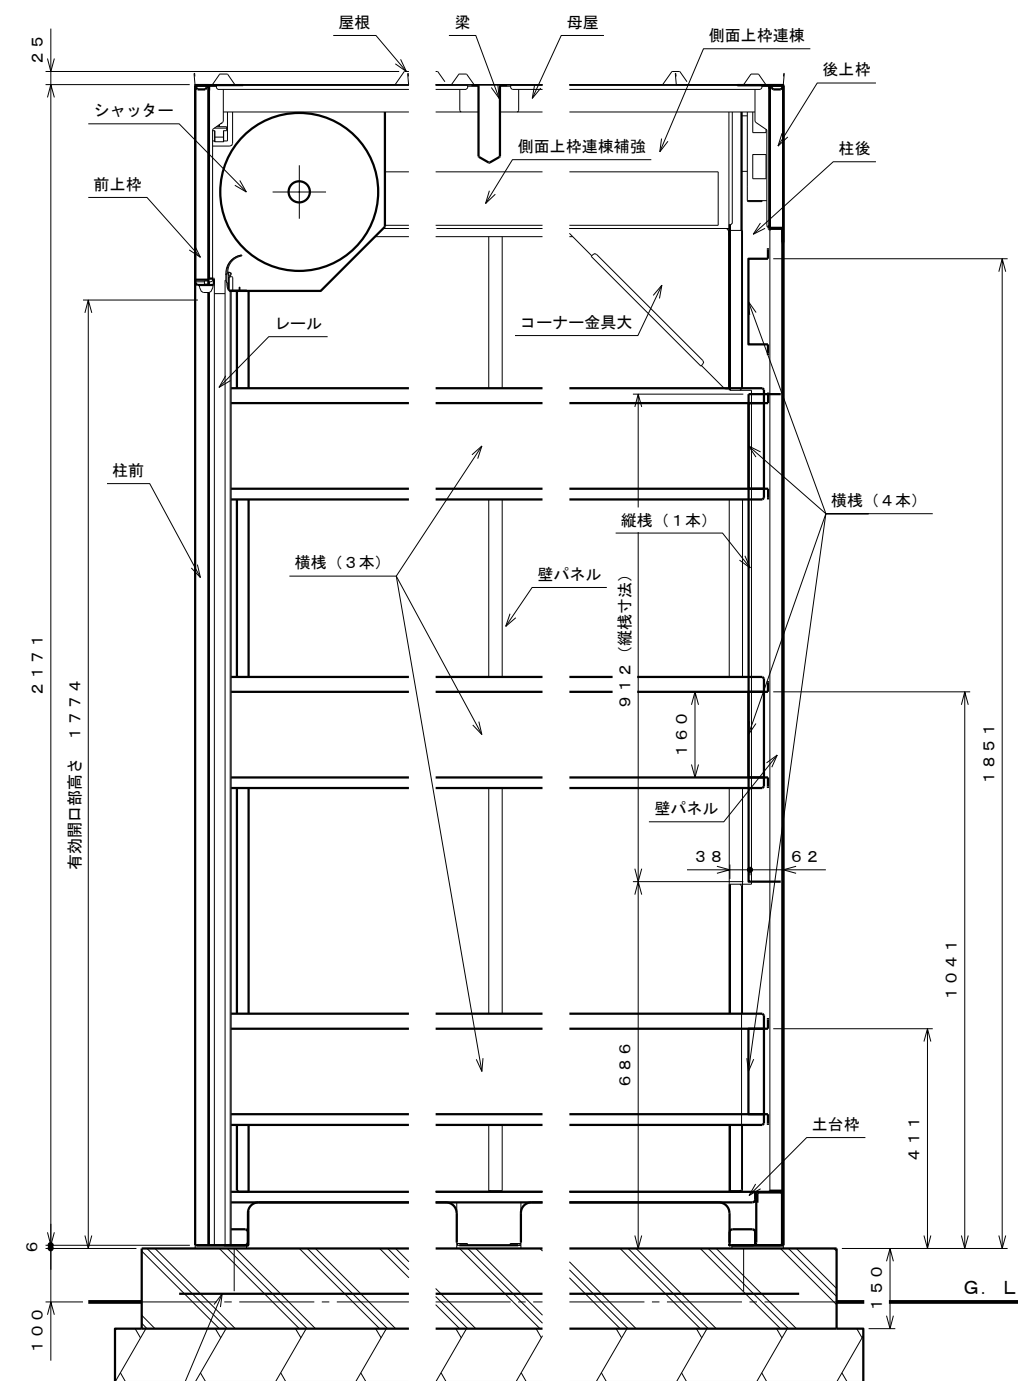 屋根
梁
母屋
側面上枠連棟
後上枠
25
シャッター
側面上枠連棟補強
柱後
前上枠
コーナー金具大
レール
柱前
横桟（4本）
縦桟（1本）
横桟（3本）
壁パネル
912（縦桟寸法）
2171
有効開口部高さ 1774
160
1851
壁パネル
38
62
1041
686
411
土台枠
6
150
G. L
100